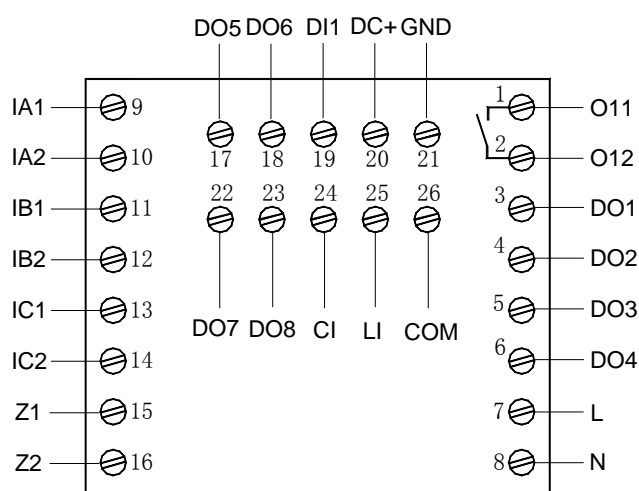 DO5 DO6 DI1 DC+ GND
IA1 9 1 O11
17 18 19 20 21
IA2 10 2 O12
22 23 24 25 26
IB1 11 3 DO1
IB2 12 4 DO2
IC1 13 5 DO3
DO7 DO8 CI LI COM
IC2 14 6 DO4
Z1 15 7 L
Z2 16 8 N